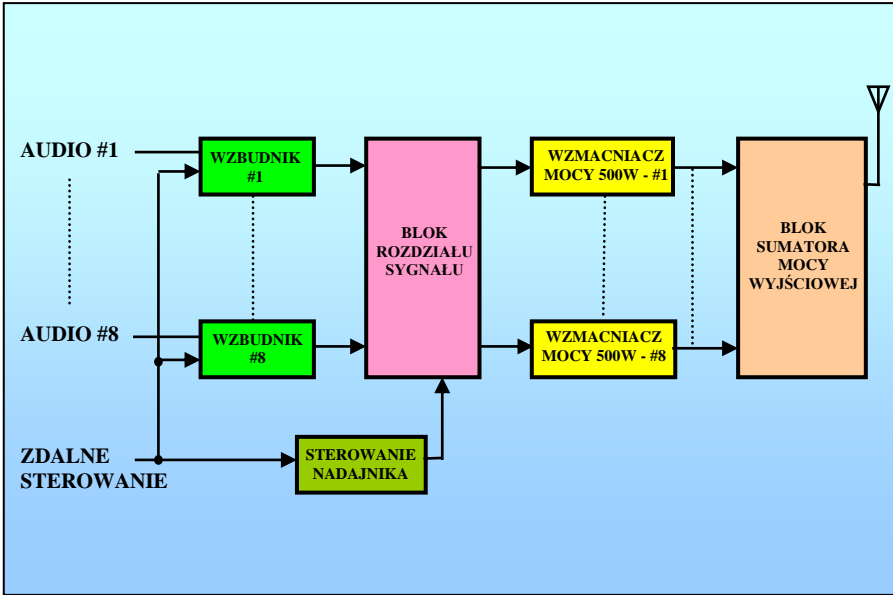 AUDIO #1
WZBUDNIK
#1
BLOK
ROZDZIAŁU
SYGNAŁU
WZMACNIACZ
MOCY 500W - #1
BLOK
SUMATORA
MOCY
WYJŚCIOWEJ
AUDIO #8
WZBUDNIK
#8
WZMACNIACZ
MOCY 500W - #8
ZDALNE
STEROWANIE
STEROWANIE
NADAJNIKA